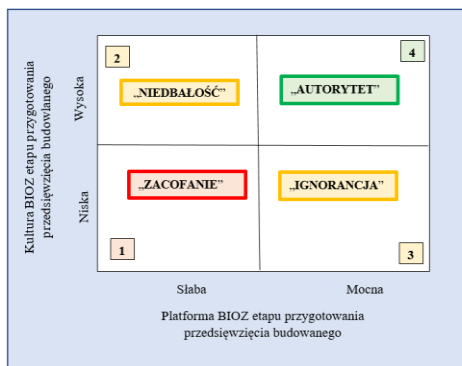 Kultura BIOZ etapu przygotowania
przedsięwzięcia budowlanego
Wysoka
Niska
2
4
„NIEDBAŁOŚĆ”
„AUTORYTET”
„ZACOFANIE”
„IGNORANCJA”
1
3
Słaba
Mocna
Platforma BIOZ etapu przygotowania
przedsięwzięcia budowanego